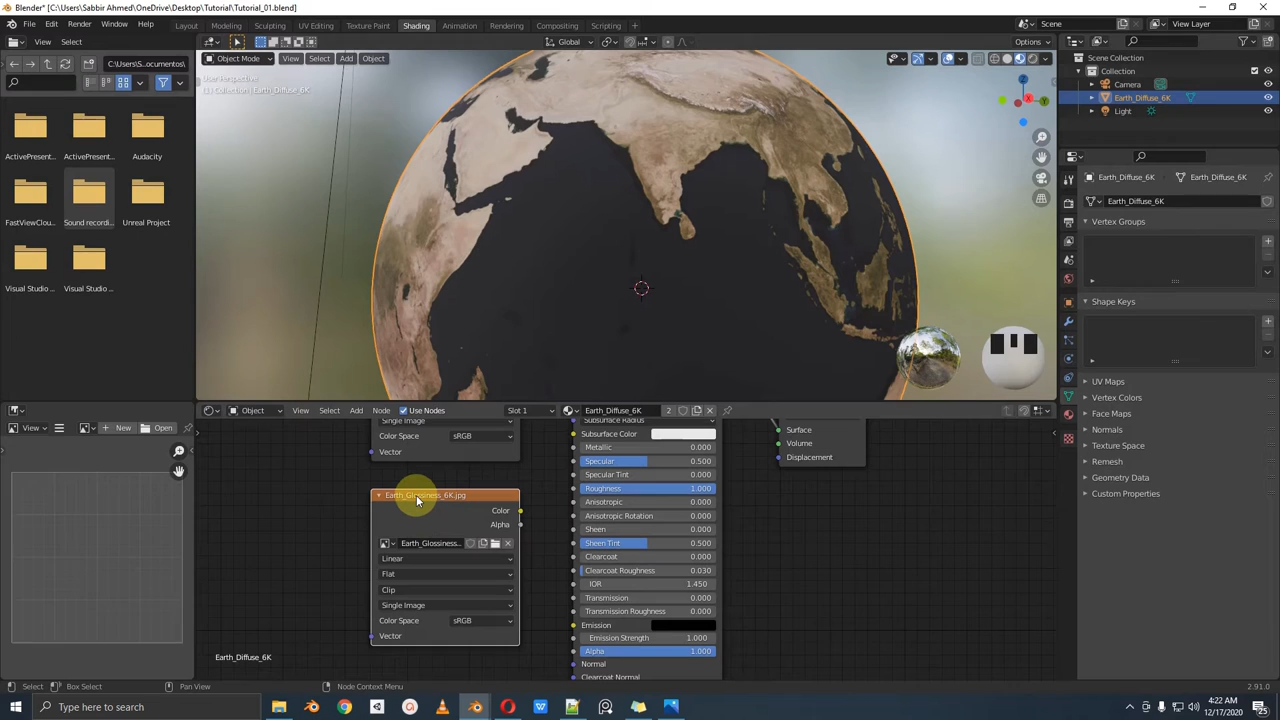 Blender* [C:\Users\Sabbir Ahmed\OneDrive\Desktop\Tutorial\Tutorial_01.blend]
File Edit Render Window Help Layout Modeling Sculpting UV Editing Texture Paint Shading Animation Rendering Compositing Scripting Scene View Layer
View Select Global Options
C:\Users\S..ocumentos\ Object Mode View Select Add Object
User Perspective
(1) Collection | Earth_Diffuse_6K
ActivePresent... ActivePresent... Audacity
FastViewClou... Sound recordi... Unreal Project
Visual Studio ... Visual Studio ...
Scene Collection
Collection
Camera
Earth_Diffuse_6K
Light
Earth_Diffuse_6K Earth_Diffuse_6K
Earth_Diffuse_6K
Vertex Groups
Shape Keys
UV Maps
Vertex Colors
Face Maps
Normals
Texture Space
Remesh
Geometry Data
Custom Properties
View New Open
Object View Select Add Node Use Nodes Slot 1 Earth_Diffuse_6K 2
Single Image
Color Space sRGB
Vector
Earth_Glossiness_6K.jpg
Color
Alpha
Earth_Glossiness...
Linear
Flat
Clip
Single Image
Color Space sRGB
Vector
Subsurface Radius
Subsurface Color
Metallic 0.000
Specular 0.500
Specular Tint 0.000
Roughness 1.000
Anisotropic 0.000
Anisotropic Rotation 0.000
Sheen 0.000
Sheen Tint 0.500
Clearcoat 0.000
Clearcoat Roughness 0.030
IOR 1.450
Transmission 0.000
Transmission Roughness 0.000
Emission
Emission Strength 1.000
Alpha 1.000
Normal
Clearcoat Normal
Surface
Volume
Displacement
Earth_Diffuse_6K
Select Box Select Pan View Node Context Menu 2.91.0
Type here to search
4:22 AM
12/17/2020